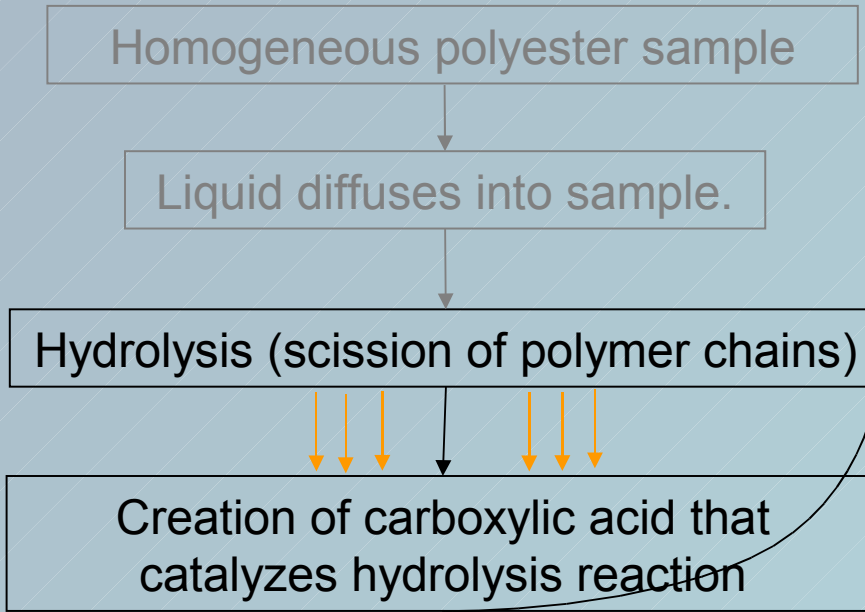 Homogeneous polyester sample
Liquid diffuses into sample.
Hydrolysis (scission of polymer chains)
Creation of carboxylic acid that
catalyzes hydrolysis reaction